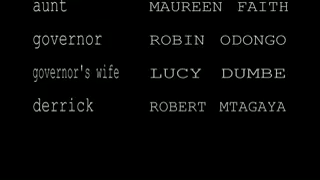 aunt MAUREEN FAITH
governor ROBIN ODONGO
governor's wife LUCY DUMBE
derrick ROBERT MTAGAYA